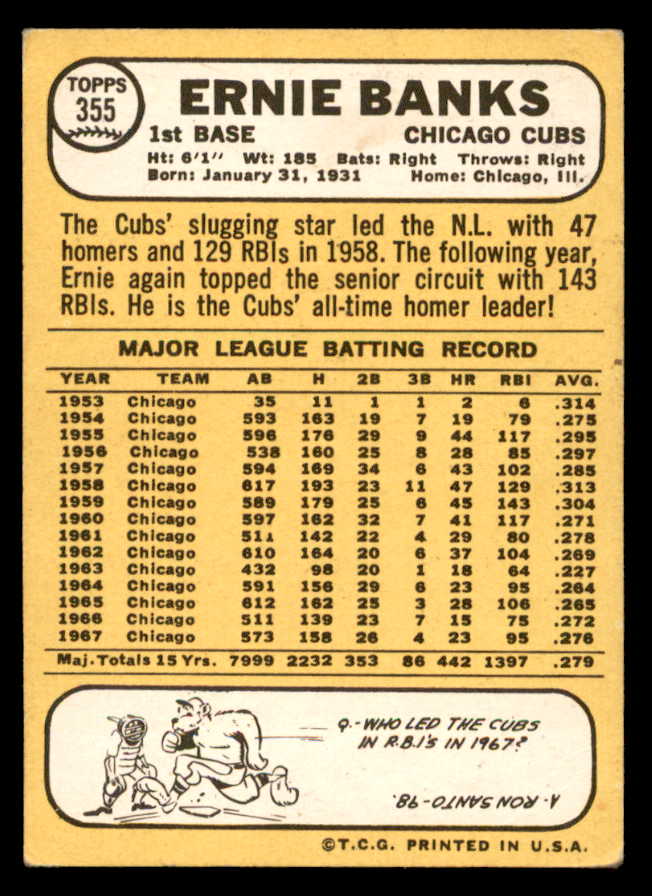 TOPPS
355
ERNIE BANKS
1st BASE CHICAGO CUBS
Ht: 6'1" Wt: 185 Bats: Right Throws: Right
Born: January 31, 1931 Home: Chicago, Ill.
The Cubs' slugging star led the N.L. with 47
homers and 129 RBIs in 1958. The following year,
Ernie again topped the senior circuit with 143
RBIs. He is the Cubs' all-time homer leader!
MAJOR LEAGUE BATTING RECORD
YEAR TEAM AB H 2B 3B HR RBI AVG.
1953 Chicago 35 11 1 1 2 6 .314
1954 Chicago 593 163 19 7 19 79 .275
1955 Chicago 596 176 29 9 44 117 .295
1956 Chicago 538 160 25 8 28 85 .297
1957 Chicago 594 169 34 6 43 102 .285
1958 Chicago 617 193 23 11 47 129 .313
1959 Chicago 589 179 25 6 45 143 .304
1960 Chicago 597 162 32 7 41 117 .271
1961 Chicago 511 142 22 4 29 80 .278
1962 Chicago 610 164 20 6 37 104 .269
1963 Chicago 432 98 20 1 18 64 .227
1964 Chicago 591 156 29 6 23 95 .264
1965 Chicago 612 162 25 3 28 106 .265
1966 Chicago 511 139 23 7 15 75 .272
1967 Chicago 573 158 26 4 23 95 .276
Maj. Totals 15 Yrs. 7999 2232 353 86 442 1397 .279
Q.-WHO LED THE CUBS
IN R.B.I'S IN 1967?
A. RON SANTO-98.
©T.C.G. PRINTED IN U.S.A.